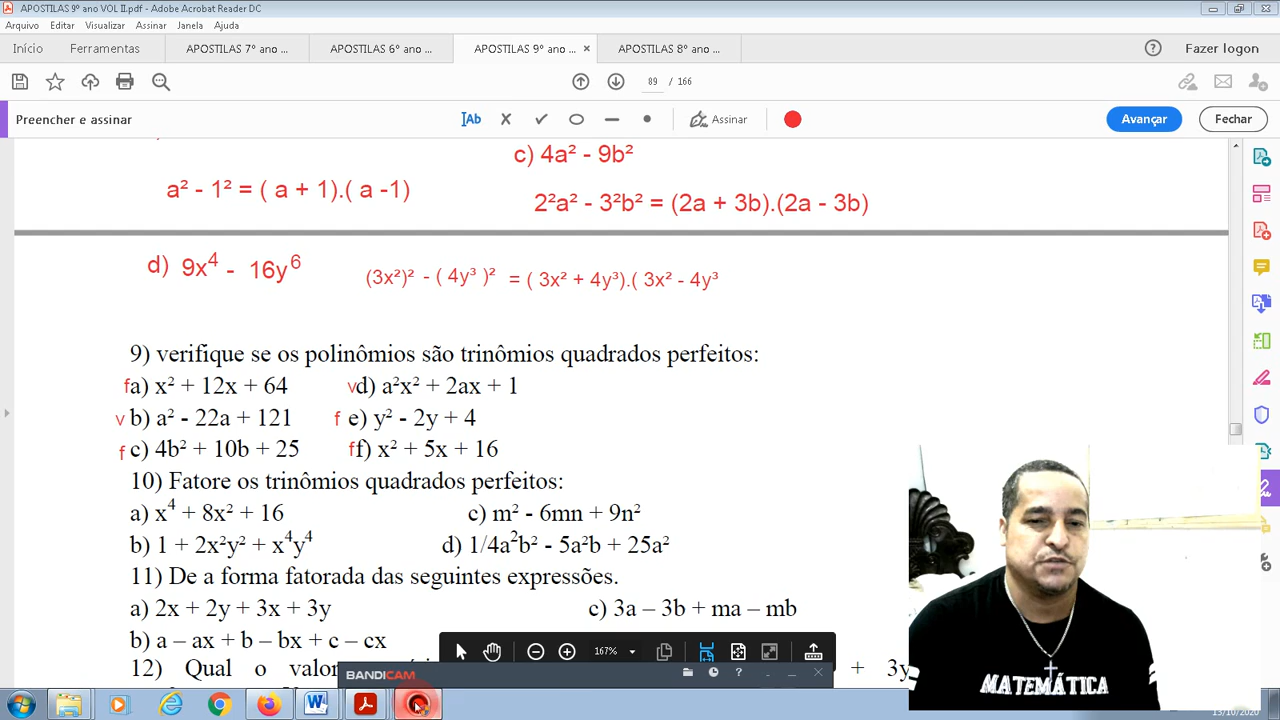 APOSTILAS 9º ano VOL II.pdf - Adobe Acrobat Reader DC
Arquivo Editar Visualizar Assinar Janela Ajuda
Início Ferramentas APOSTILAS 7º ano ... APOSTILAS 6º ano ... APOSTILAS 9º ano ... × APOSTILAS 8º ano ... Fazer logon
89 / 166
Preencher e assinar Ab Assinar Avançar Fechar
c) 4a² - 9b²
a² - 1² = ( a + 1).( a -1)
2²a² - 3²b² = (2a + 3b).(2a - 3b)
d) 9x⁴ - 16y⁶ (3x²)² - ( 4y³ )² = ( 3x² + 4y³).( 3x² - 4y³
9) verifique se os polinômios são trinômios quadrados perfeitos:
f a) x² + 12x + 64 v d) a²x² + 2ax + 1
v b) a² - 22a + 121 f e) y² - 2y + 4
f c) 4b² + 10b + 25 f f) x² + 5x + 16
10) Fatore os trinômios quadrados perfeitos:
a) x⁴ + 8x² + 16 c) m² - 6mn + 9n²
b) 1 + 2x²y² + x⁴y⁴ d) 1/4a²b² - 5a²b + 25a²
11) De a forma fatorada das seguintes expressões.
a) 2x + 2y + 3x + 3y c) 3a – 3b + ma – mb
b) a – ax + b – bx + c – cx
167%
12) Qual o valor + 3y
BANDICAM
MATEMÁTICA
13/10/2020